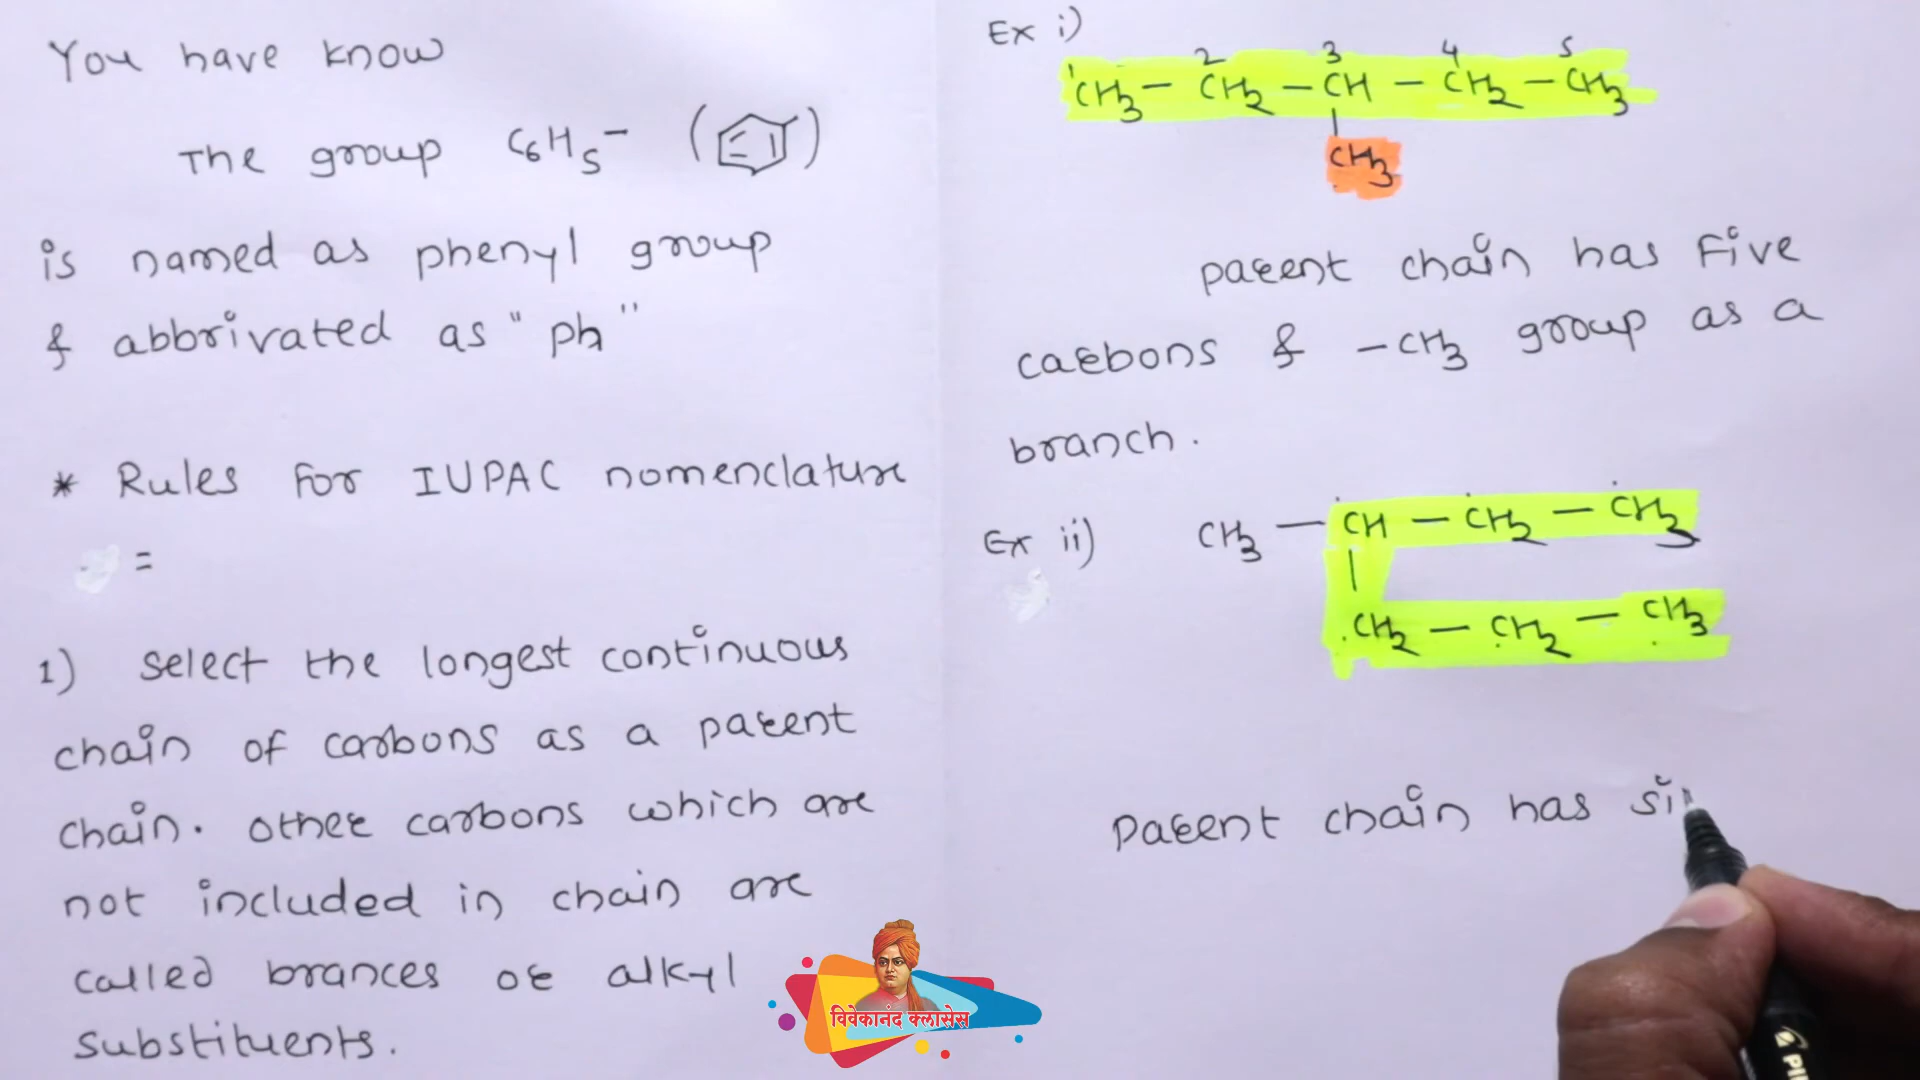 You have know
The group C6H5- ( )
is named as phenyl group
& abbrivated as "ph"
* Rules for IUPAC nomenclature
=
1) select the longest continuous
chain of carbons as a parent
chain. other carbons which are
not included in chain are
called brances or alkyl
substituents.
Ex i)
1 2 3 4 5
CH3 - CH2 - CH - CH2 - CH3
|
CH3
parent chain has Five
carbons & -CH3 group as a
branch.
Ex ii) CH3 - CH - CH2 - CH3
|
CH2 - CH2 - CH3
parent chain has si
विवेकानंद क्लासेस